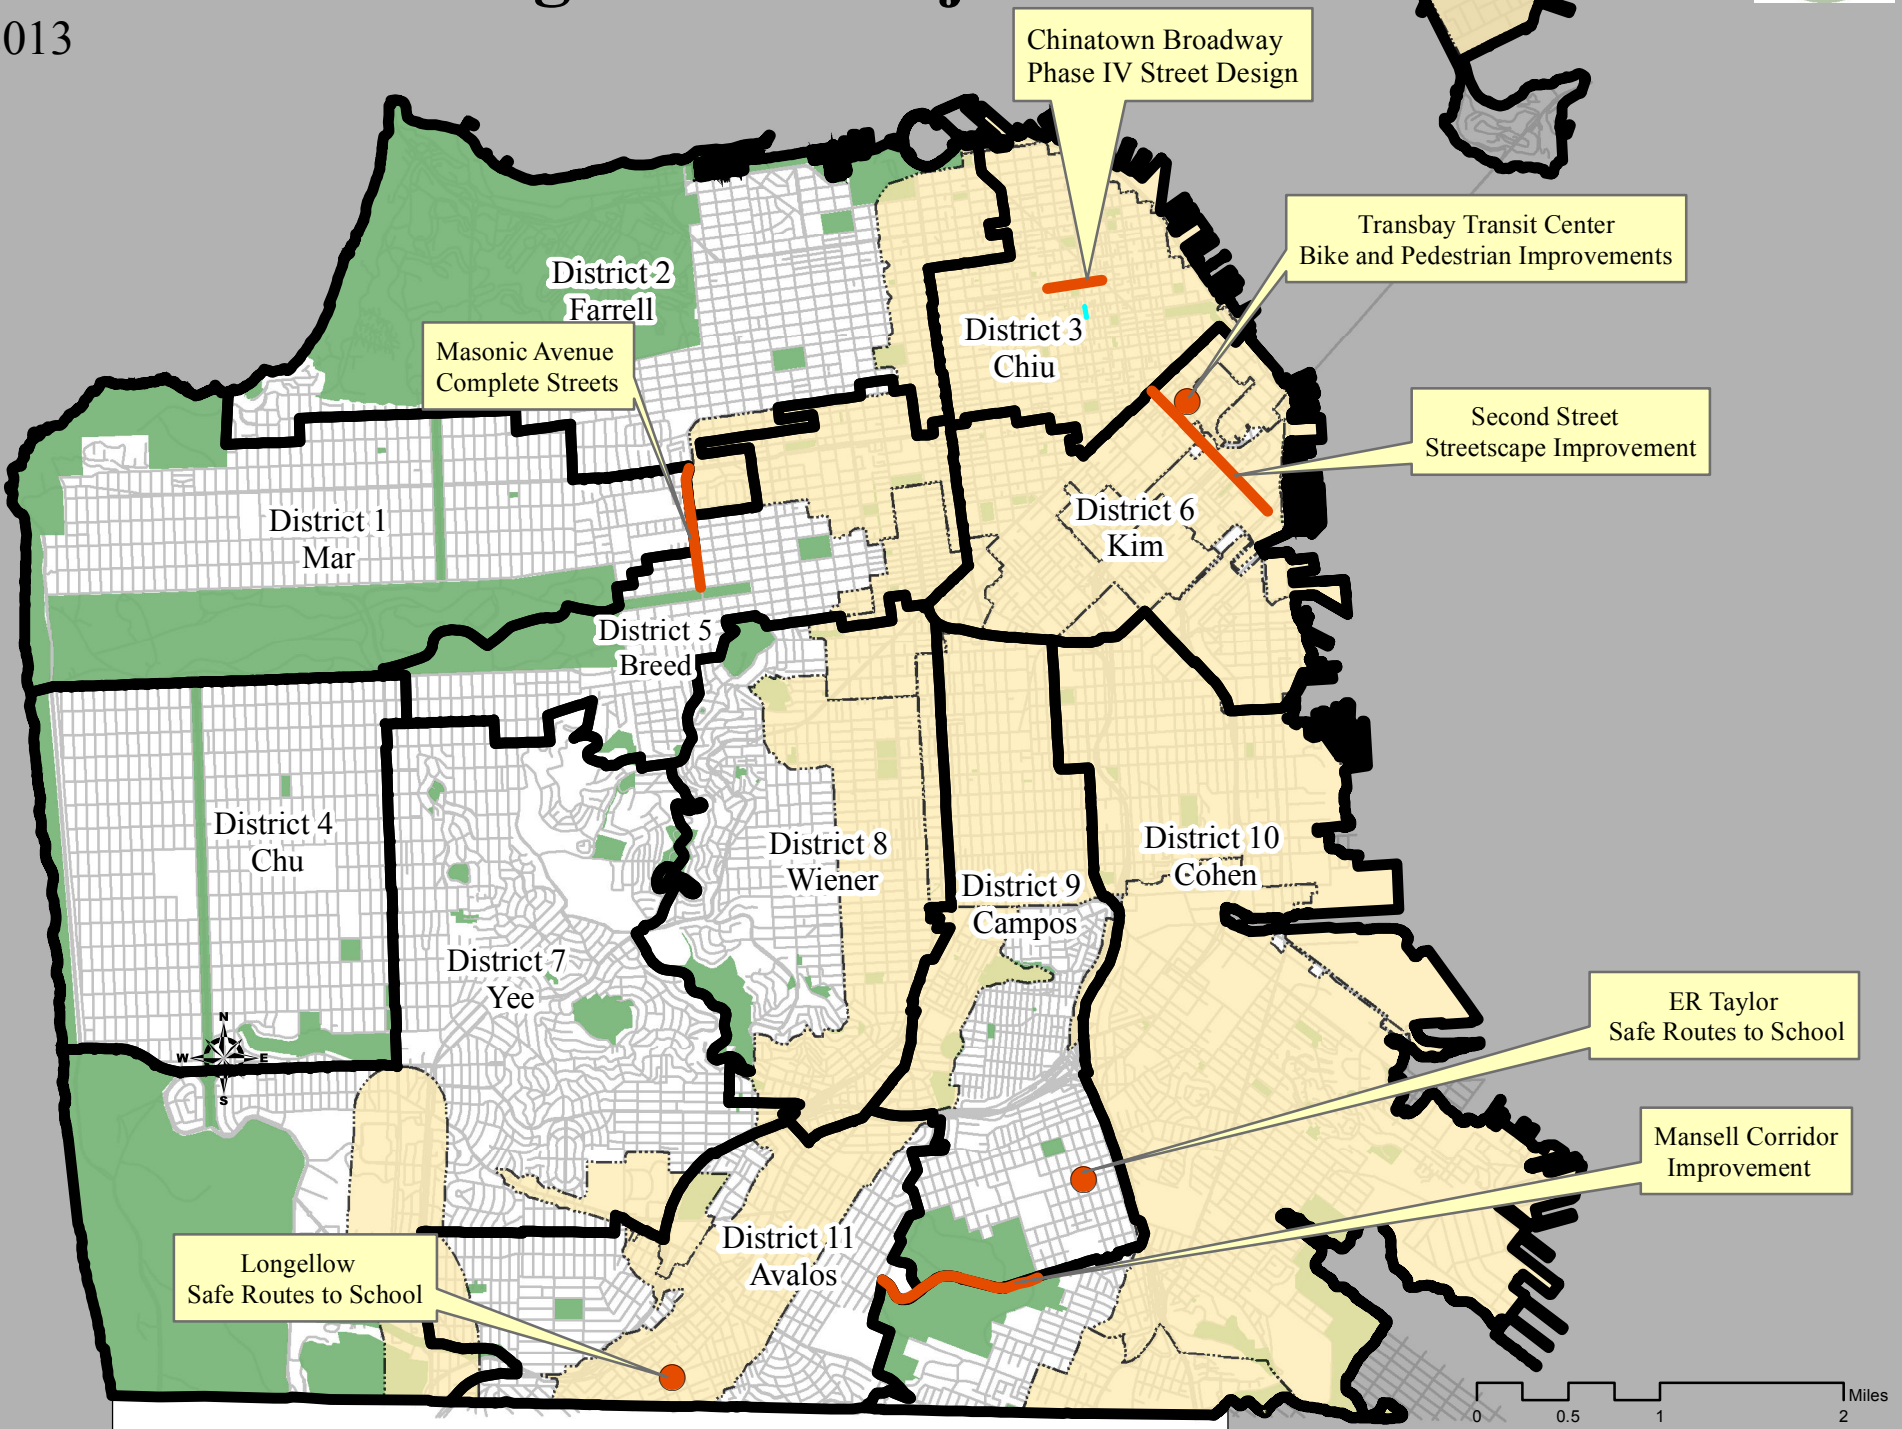 013
Chinatown Broadway
Phase IV Street Design
Transbay Transit Center
Bike and Pedestrian Improvements
District 2
Farrell
Masonic Avenue
Complete Streets
District 3
Chiu
Second Street
Streetscape Improvement
District 1
Mar
District 6
Kim
District 5
Breed
District 4
Chu
District 8
Wiener
District 10
Cohen
District 9
Campos
District 7
Yee
N
W E
S
ER Taylor
Safe Routes to School
Mansell Corridor
Improvement
District 11
Avalos
Longellow
Safe Routes to School
Miles
0 0.5 1 2